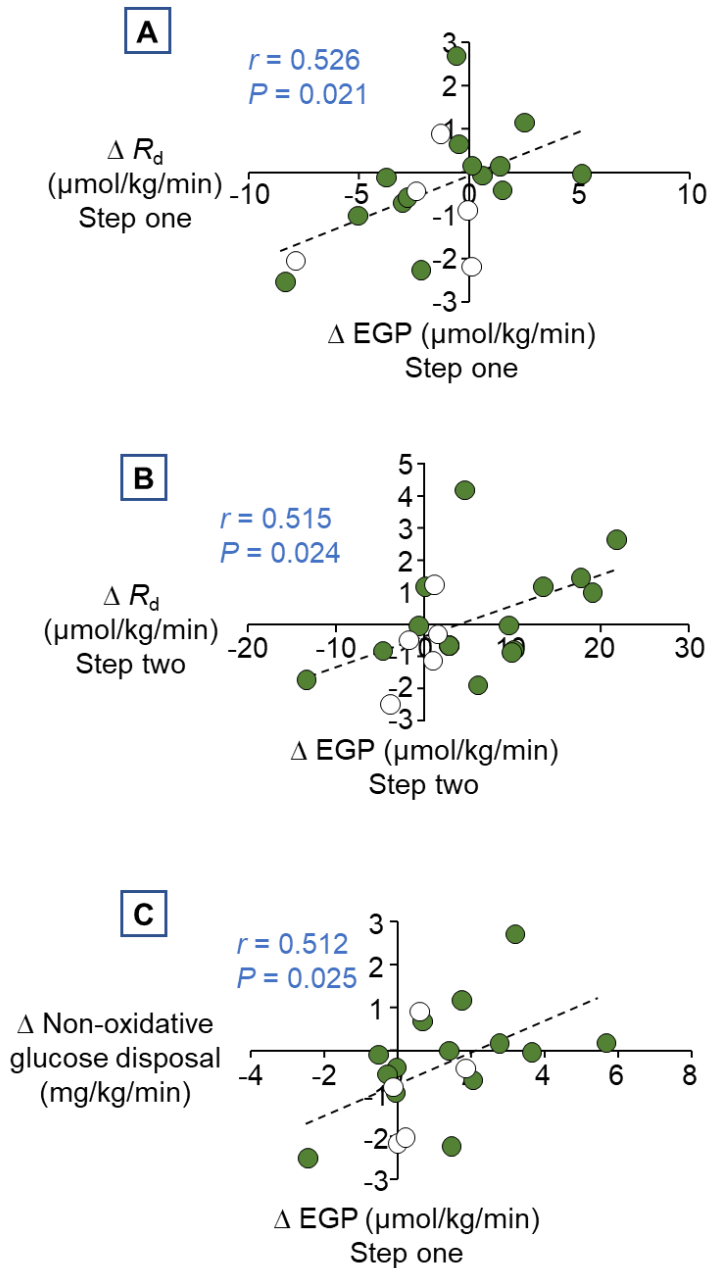 A
r = 0.526
P = 0.021
Δ Rd
(µmol/kg/min)
Step one
3
2
1
0
-1
-2
-3
-10
-5
5
10
Δ EGP (µmol/kg/min)
Step one
B
r = 0.515
P = 0.024
Δ Rd
(µmol/kg/min)
Step two
5
4
3
2
1
0
-1
-2
-3
-20
-10
10
20
30
Δ EGP (µmol/kg/min)
Step two
C
r = 0.512
P = 0.025
Δ Non-oxidative
glucose disposal
(mg/kg/min)
3
2
1
-1
-2
-3
-4
-2
0
2
4
6
8
Δ EGP (µmol/kg/min)
Step one